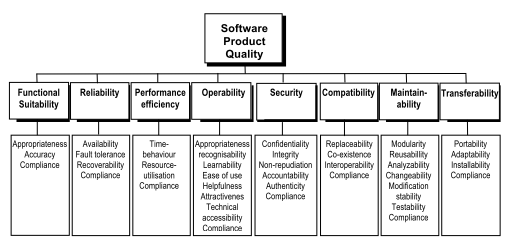 Software
Product
Quality
Functional
Suitability
Reliability
Performance
efficiency
Operability
Security
Compatibility
Maintain-
ability
Transferability
Appropriateness
Accuracy
Compliance
Availability
Fault tolerance
Recoverability
Compliance
Time-
behaviour
Resource-
utilisation
Compliance
Appropriateness
recognisability
Learnability
Ease of use
Helpfulness
Attractivenes
Technical
accessibility
Compliance
Confidentiality
Integrity
Non-repudiation
Accountability
Authenticity
Compliance
Replaceability
Co-existence
Interoperability
Compliance
Modularity
Reusability
Analyzability
Changeability
Modification
stability
Testability
Compliance
Portability
Adaptability
Installability
Compliance